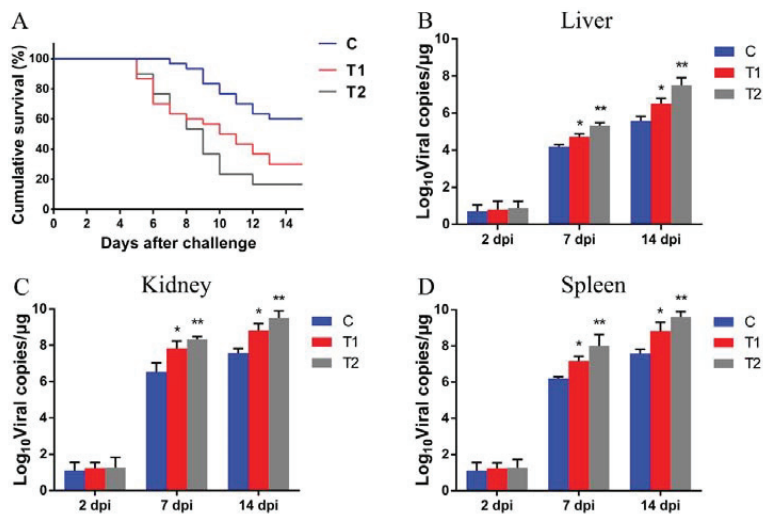 A
Cumulative survival (%)
100
80
60
40
20
0
0 2 4 6 8 10 12 14
Days after challenge
C
T1
T2
B
Liver
Log₁₀Viral copies/µg
10
8
6
4
2
0
* ** * **
2 dpi 7 dpi 14 dpi
C
T1
T2
C
Kidney
Log₁₀Viral copies/µg
10
8
6
4
2
0
* ** * **
2 dpi 7 dpi 14 dpi
C
T1
T2
D
Spleen
Log₁₀Viral copies/µg
10
8
6
4
2
0
* ** * **
2 dpi 7 dpi 14 dpi
C
T1
T2